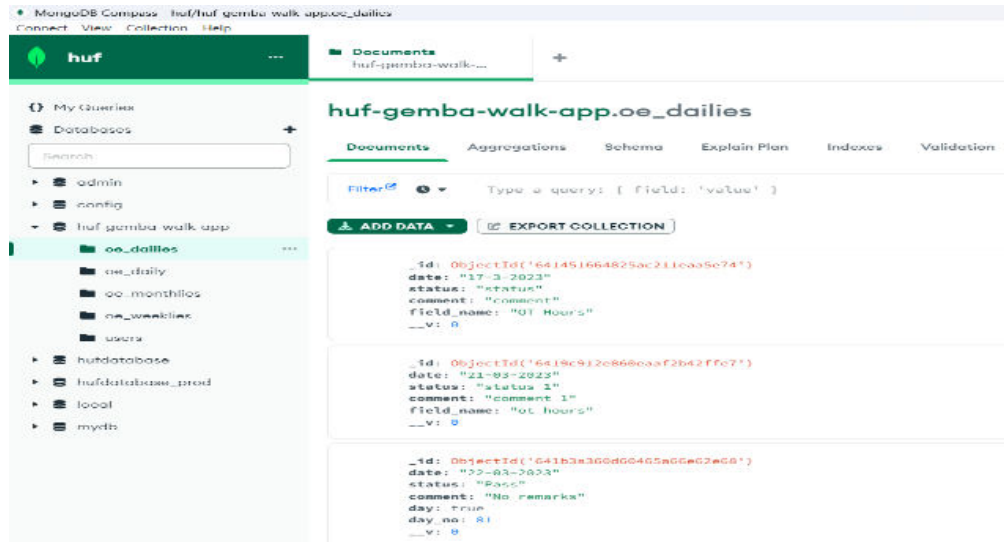 MongoDB Compass - huf/huf-gemba-walk-app.oe_dailies
Connect View Collection Help
huf
Documents
huf-gemba-walk-...
My Queries
Databases
Search
admin
config
huf-gemba-walk-app
oe_dailies
oe_daily
oe_monthlies
oe_weeklies
users
hufdatabase
hufdatabase_prod
local
mydb
huf-gemba-walk-app.oe_dailies
Documents Aggregations Schema Explain Plan Indexes Validation
Filter Type a query: { field: 'value' }
ADD DATA EXPORT COLLECTION
_id: ObjectId('641451664825ac211eaa5e74')
date: "17-3-2023"
status: "status"
comment: "comment"
field_name: "OT Hours"
__v: 0
_id: ObjectId('6419c912e860eaaf2b42ffe7')
date: "21-03-2023"
status: "status 1"
comment: "comment 1"
field_name: "ot hours"
__v: 0
_id:
date: "22-03-2023"
status: "Pass"
comment: "No remarks"
day: true
day_no: 81
__v: 0